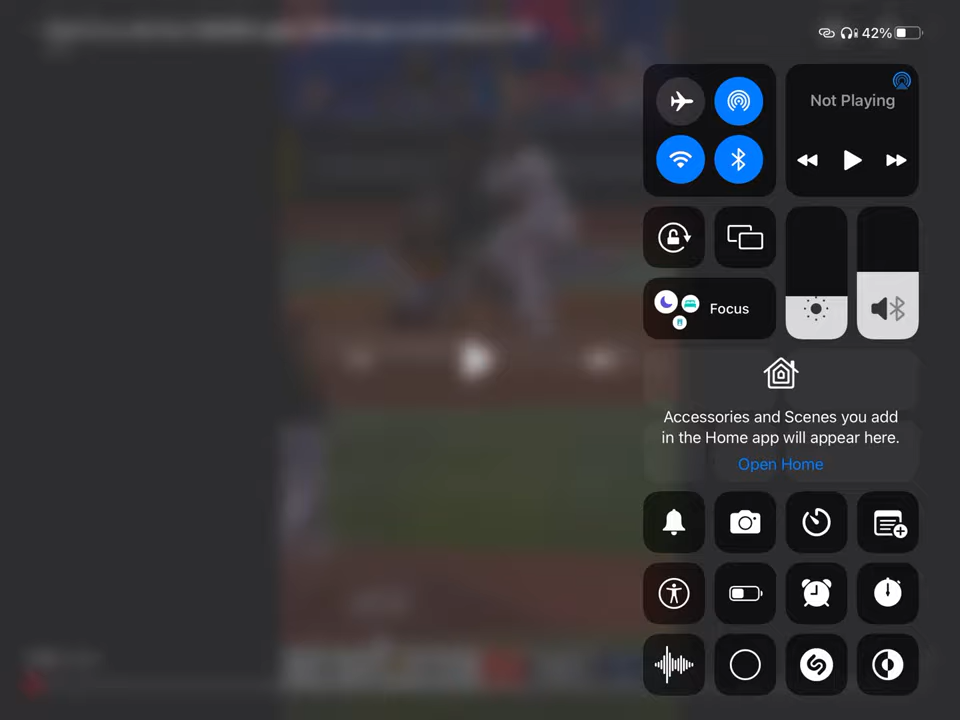 42%
Not Playing
Focus
Accessories and Scenes you add
in the Home app will appear here.
Open Home